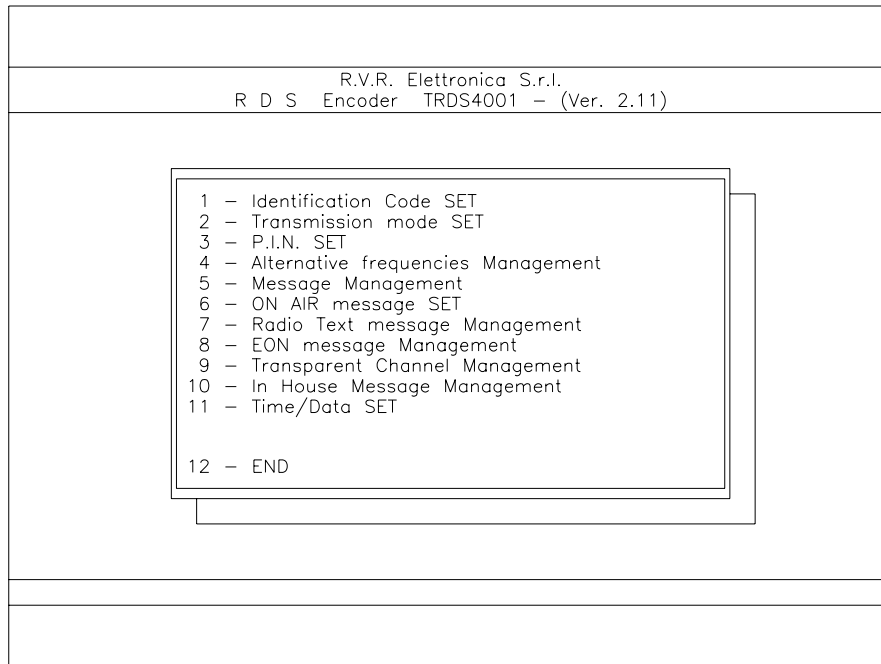 R.V.R. Elettronica S.r.l.
R D S Encoder TRDS4001 – (Ver. 2.11)
1 – Identification Code SET
2 – Transmission mode SET
3 – P.I.N. SET
4 – Alternative frequencies Management
5 – Message Management
6 – ON AIR message SET
7 – Radio Text message Management
8 – EON message Management
9 – Transparent Channel Management
10 – In House Message Management
11 – Time/Data SET
12 – END